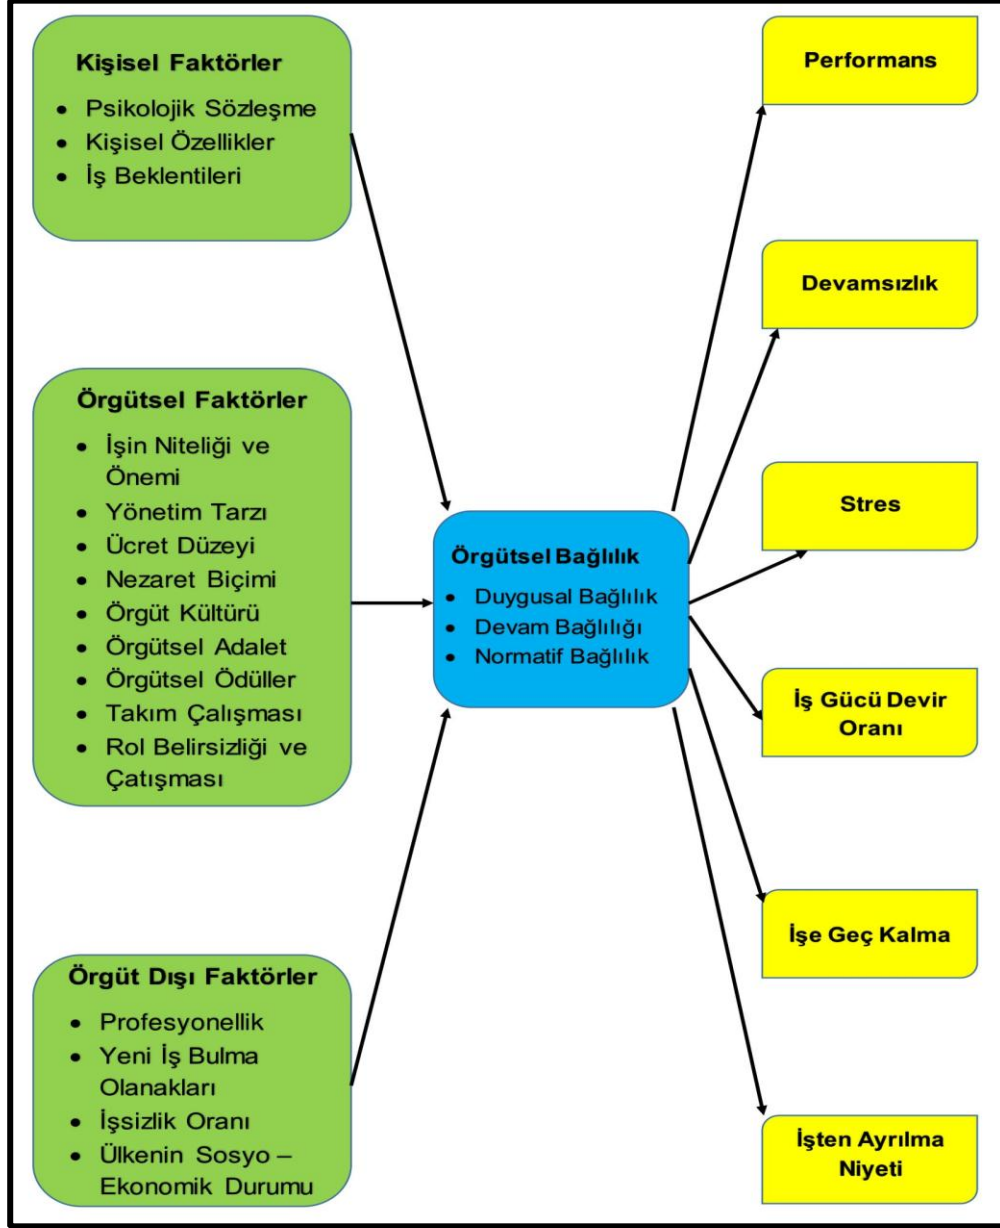 Kişisel Faktörler
• Psikolojik Sözleşme
• Kişisel Özellikler
• İş Beklentileri
Örgütsel Faktörler
• İşin Niteliği ve
Önemi
• Yönetim Tarzı
• Ücret Düzeyi
• Nezaret Biçimi
• Örgüt Kültürü
• Örgütsel Adalet
• Örgütsel Ödüller
• Takım Çalışması
• Rol Belirsizliği ve
Çatışması
Örgüt Dışı Faktörler
• Profesyonellik
• Yeni İş Bulma
Olanakları
• İşsizlik Oranı
• Ülkenin Sosyo –
Ekonomik Durumu
Örgütsel Bağlılık
• Duygusal Bağlılık
• Devam Bağlılığı
• Normatif Bağlılık
Performans
Devamsızlık
Stres
İş Gücü Devir
Oranı
İşe Geç Kalma
İşten Ayrılma
Niyeti